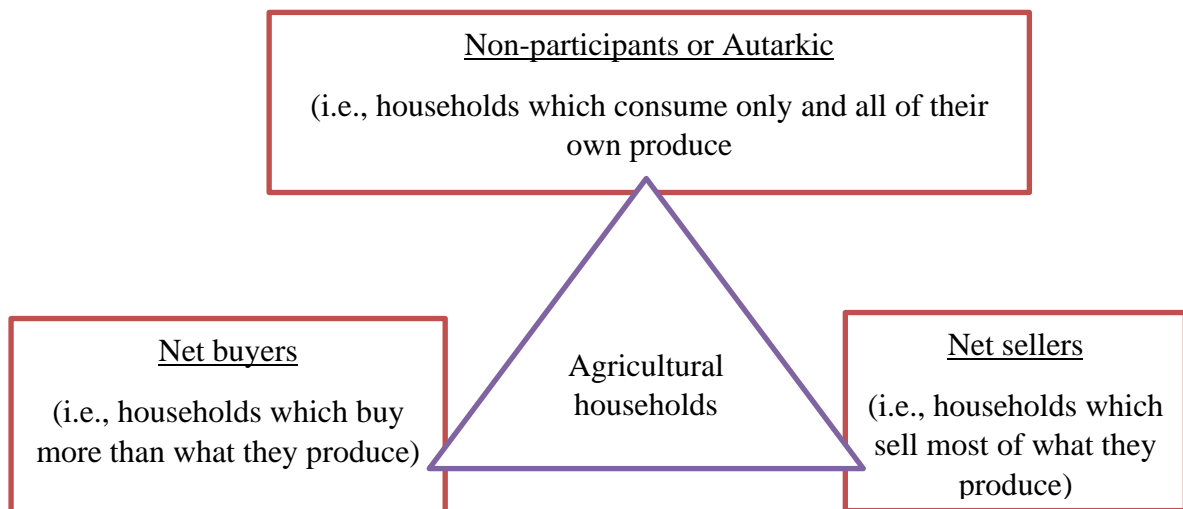 Non-participants or Autarkic
(i.e., households which consume only and all of their
own produce
Net buyers
(i.e., households which buy
more than what they produce)
Agricultural
households
Net sellers
(i.e., households which
sell most of what they
produce)